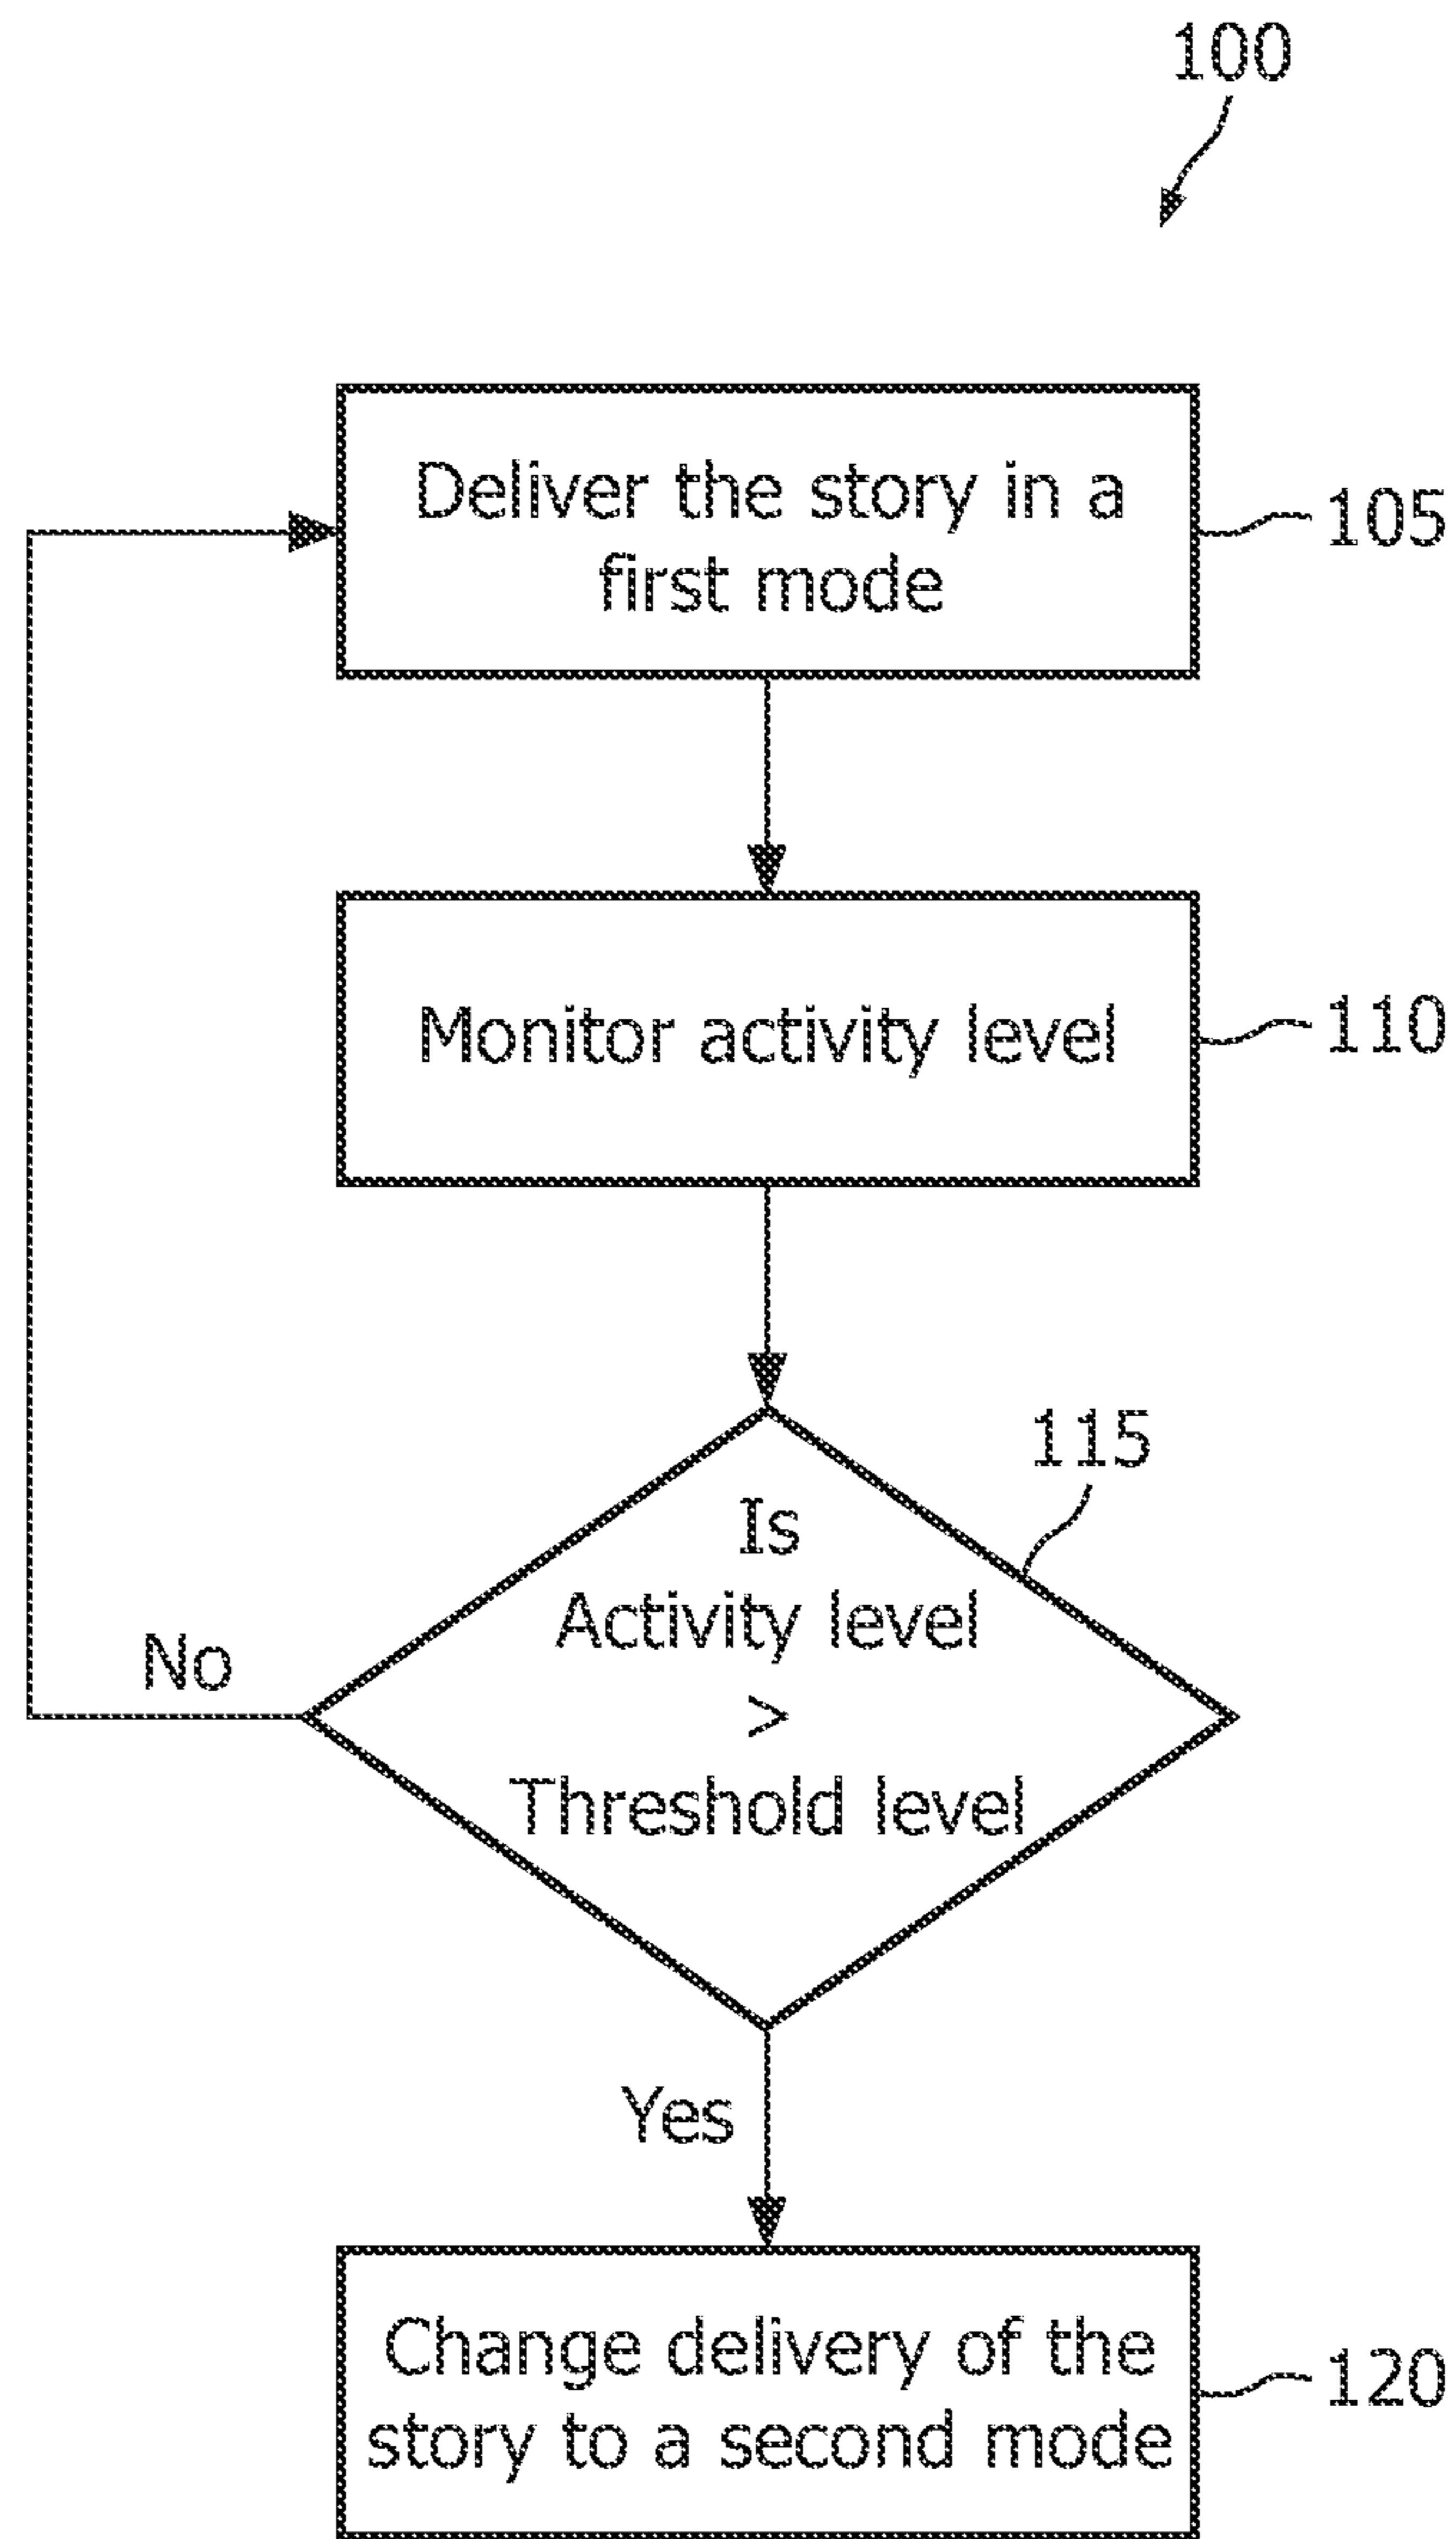 100
Deliver the story in a
first mode
105
Monitor activity level
110
115
Is
Activity level
>
Threshold level
No
Yes
Change delivery of the
story to a second mode
120